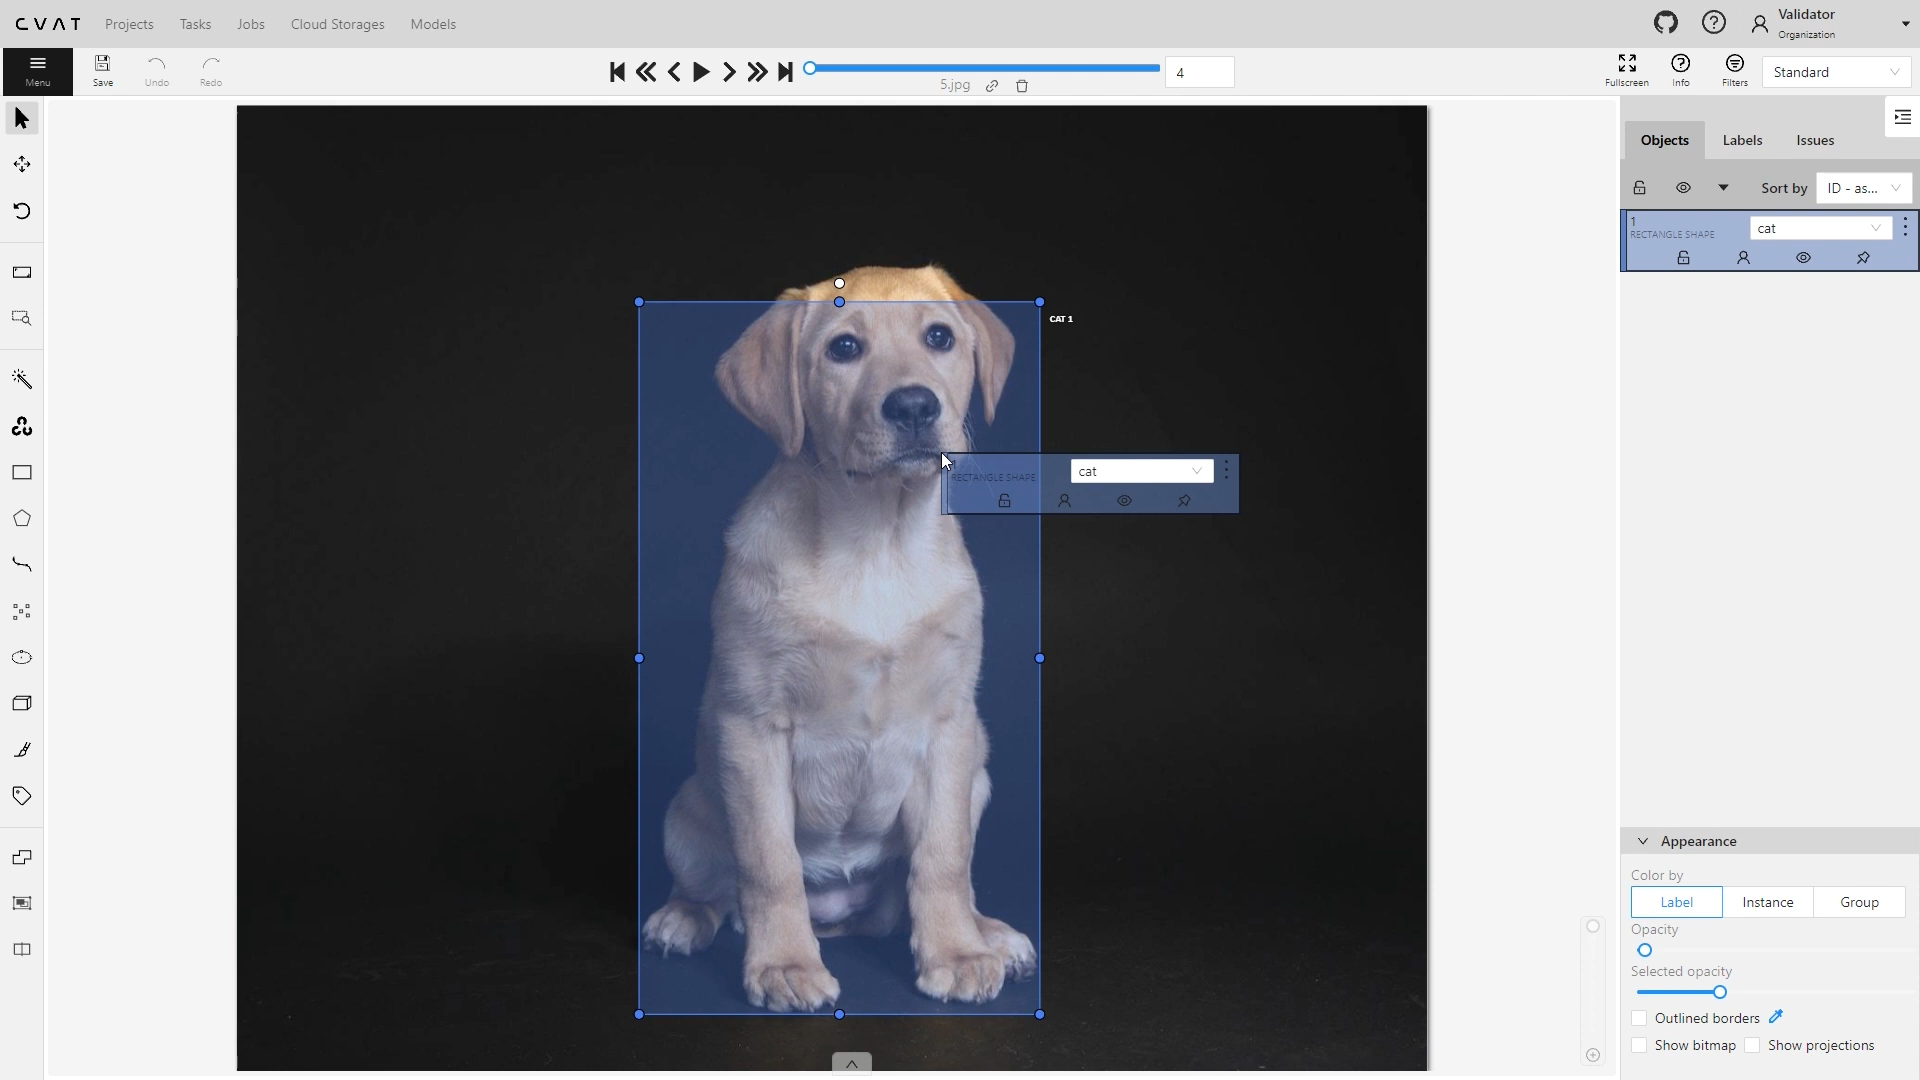 CVAT Projects Tasks Jobs Cloud Storages Models Validator
Organization
Menu Save Undo Redo 5.jpg 4 Fullscreen Info Filters Standard
Objects Labels Issues
Sort by ID - as...
1
RECTANGLE SHAPE cat
CAT 1
1
RECTANGLE SHAPE cat
Appearance
Color by
Label Instance Group
Opacity
Selected opacity
Outlined borders
Show bitmap Show projections